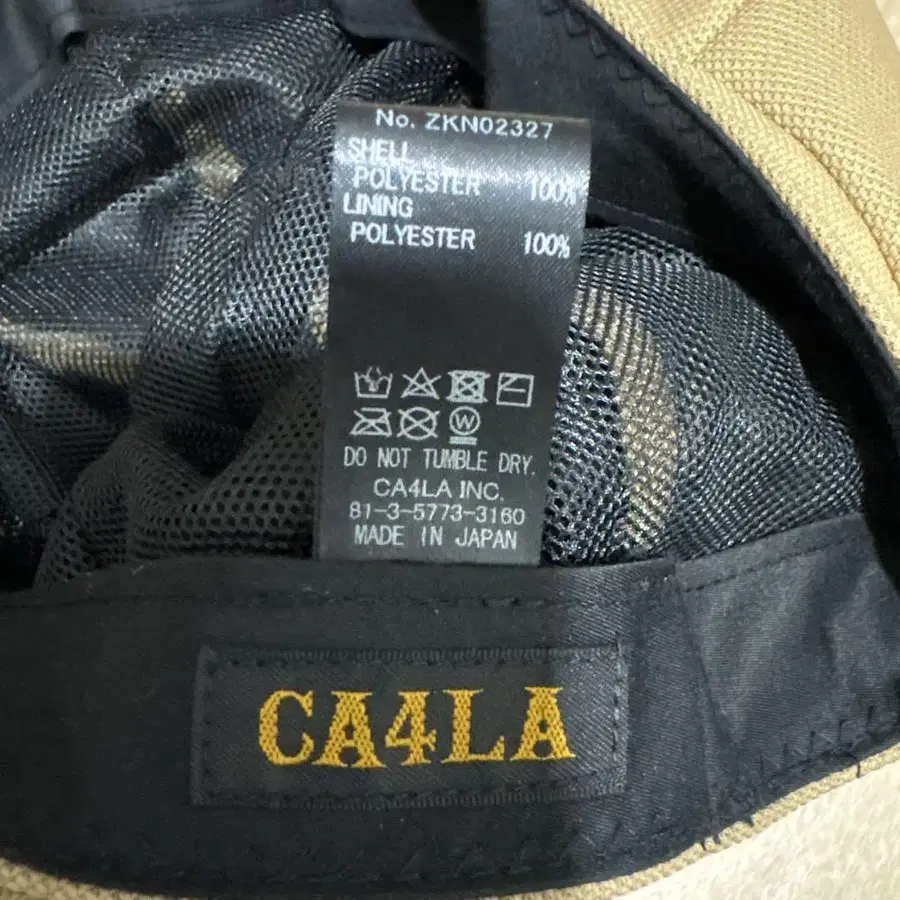 No. ZKN02327
SHELL
POLYESTER 100%
LINING
POLYESTER 100%
W
DO NOT TUMBLE DRY.
CA4LA INC.
81-3-5773-3160
MADE IN JAPAN
CA4LA